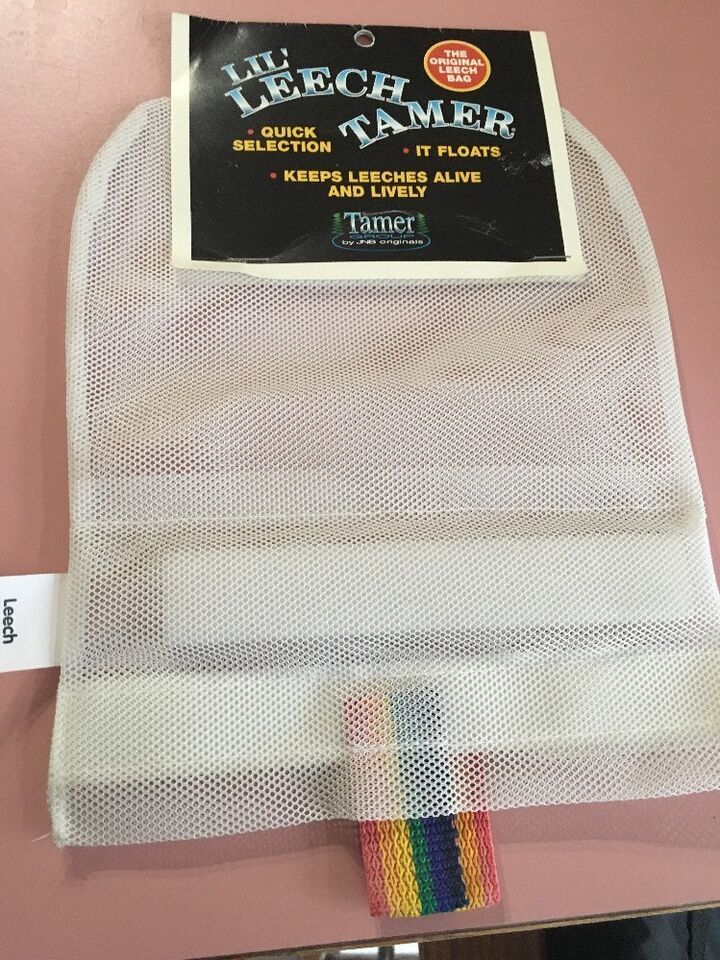 LIL'
LEECH
TAMER
THE
ORIGINAL
LEECH
BAG
• QUICK
SELECTION
• IT FLOATS
• KEEPS LEECHES ALIVE
AND LIVELY
Tamer
GROUP
by JNB originals
Leech